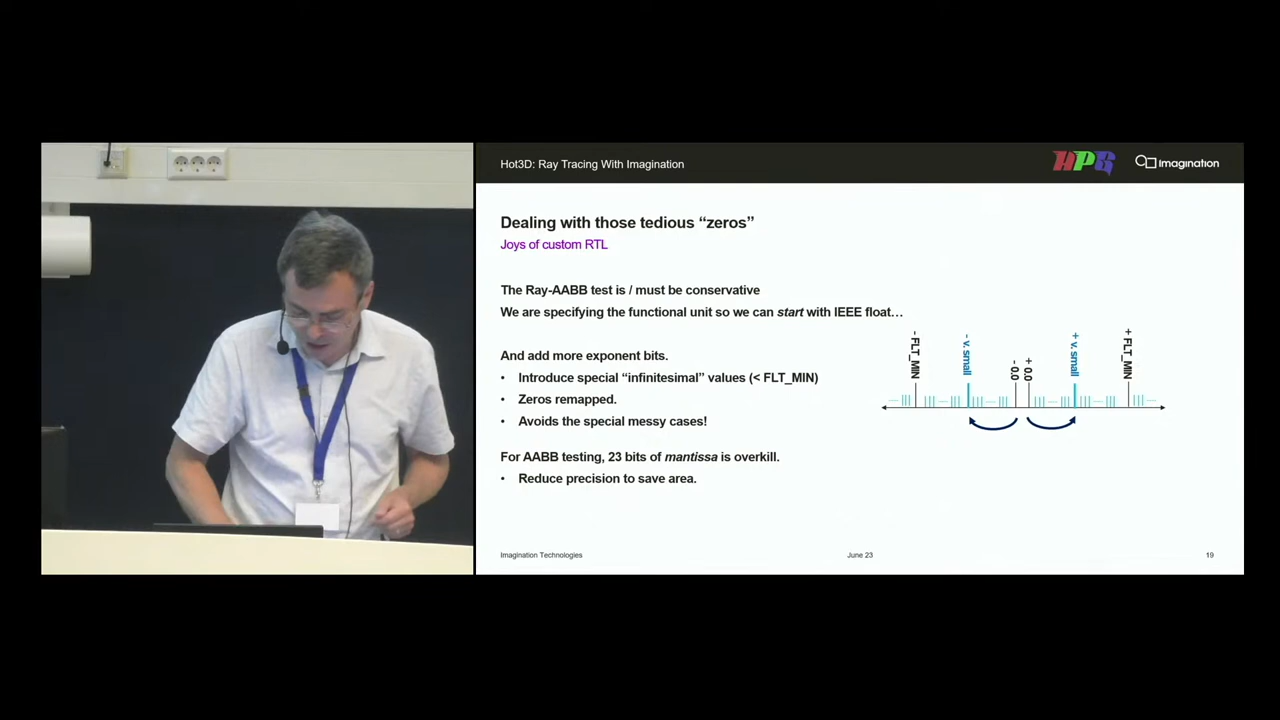 Hot3D: Ray Tracing With Imagination
HPG
Imagination
Dealing with those tedious “zeros”
Joys of custom RTL
The Ray-AABB test is / must be conservative
We are specifying the functional unit so we can start with IEEE float…
And add more exponent bits.
• Introduce special “infinitesimal” values (< FLT_MIN)
• Zeros remapped.
• Avoids the special messy cases!
For AABB testing, 23 bits of mantissa is overkill.
• Reduce precision to save area.
- FLT_MIN
- v. small
- 0.0
+ 0.0
+ v. small
+ FLT_MIN
Imagination Technologies
June 23
19